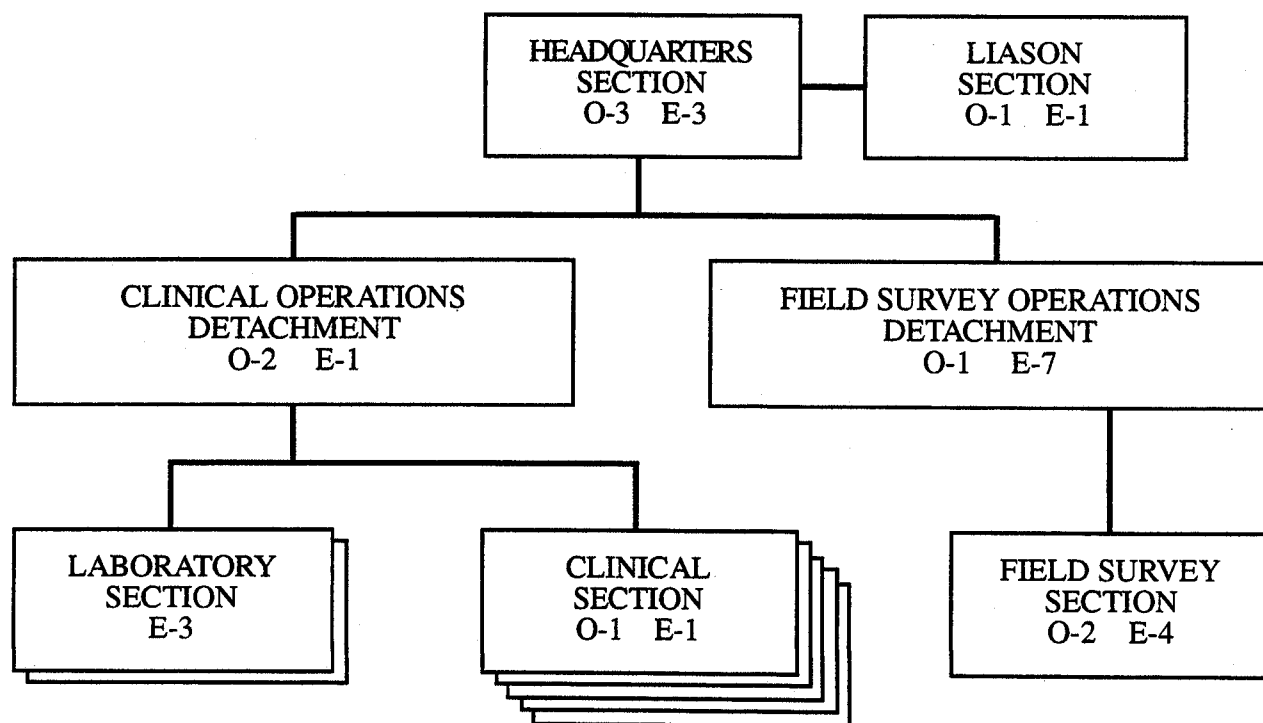 HEADQUARTERS
SECTION
O-3 E-3
LIASON
SECTION
O-1 E-1
CLINICAL OPERATIONS
DETACHMENT
O-2 E-1
FIELD SURVEY OPERATIONS
DETACHMENT
O-1 E-7
LABORATORY
SECTION
E-3
CLINICAL
SECTION
O-1 E-1
FIELD SURVEY
SECTION
O-2 E-4